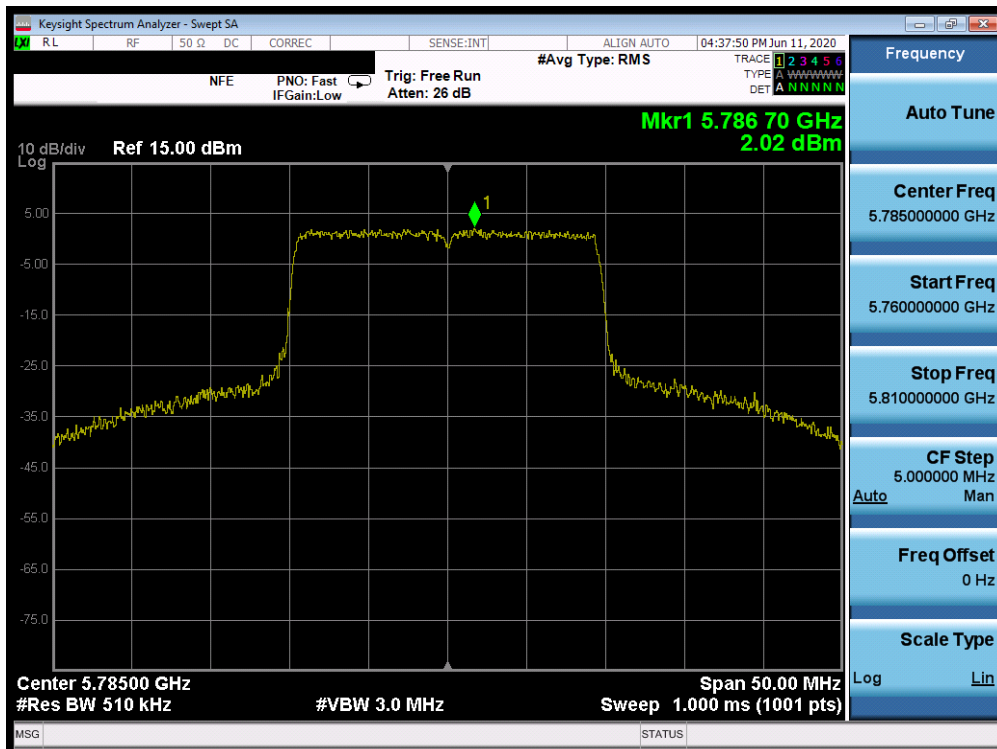 Keysight Spectrum Analyzer - Swept SA
LXI RL RF 50 Ω DC CORREC SENSE:INT ALIGN AUTO 04:37:50 PM Jun 11, 2020
NFE PNO: Fast Trig: Free Run #Avg Type: RMS TRACE 1 2 3 4 5 6
IFGain:Low Atten: 26 dB TYPE A WWWWW
DET A N N N N N
Mkr1 5.786 70 GHz
2.02 dBm
10 dB/div Ref 15.00 dBm
Log
1
5.00
-5.00
-15.0
-25.0
-35.0
-45.0
-55.0
-65.0
-75.0
Center 5.78500 GHz Span 50.00 MHz
#Res BW 510 kHz #VBW 3.0 MHz Sweep 1.000 ms (1001 pts)
MSG STATUS
Frequency
Auto Tune
Center Freq
5.785000000 GHz
Start Freq
5.760000000 GHz
Stop Freq
5.810000000 GHz
CF Step
5.000000 MHz
Auto Man
Freq Offset
0 Hz
Scale Type
Log Lin